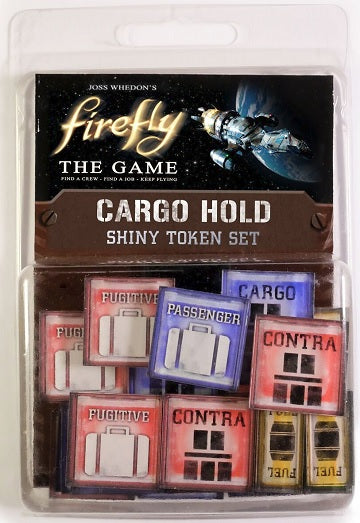 JOSS WHEDON'S
firefly
THE GAME
FIND A CREW · FIND A JOB · KEEP FLYING
CARGO HOLD
SHINY TOKEN SET
FUGITIVE
PASSENGER
CARGO
CONTRA
FUGITIVE
CONTRA
FUEL
FUEL